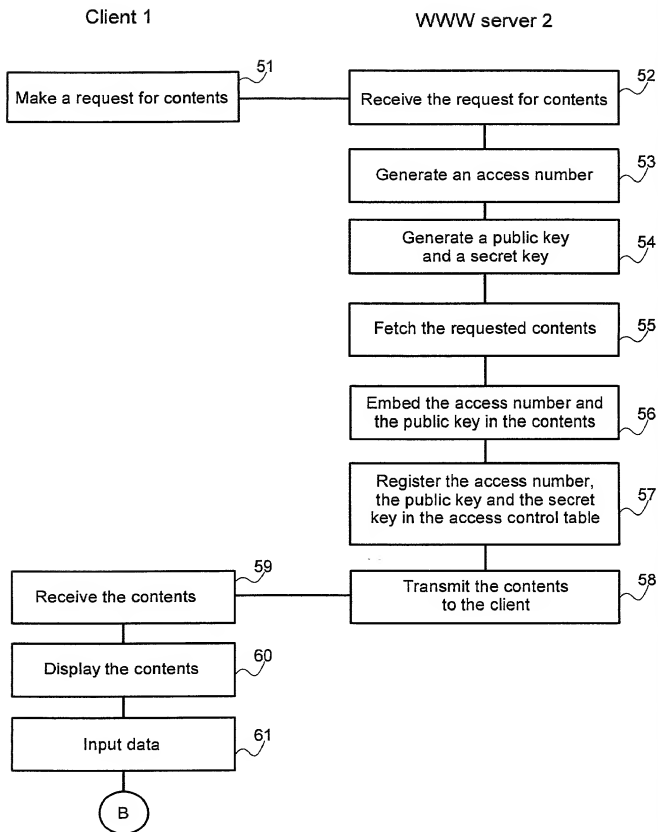 Client 1
WWW server 2
51
Make a request for contents
52
Receive the request for contents
53
Generate an access number
54
Generate a public key
and a secret key
55
Fetch the requested contents
56
Embed the access number and
the public key in the contents
57
Register the access number,
the public key and the secret
key in the access control table
58
Transmit the contents
to the client
59
Receive the contents
60
Display the contents
61
Input data
B